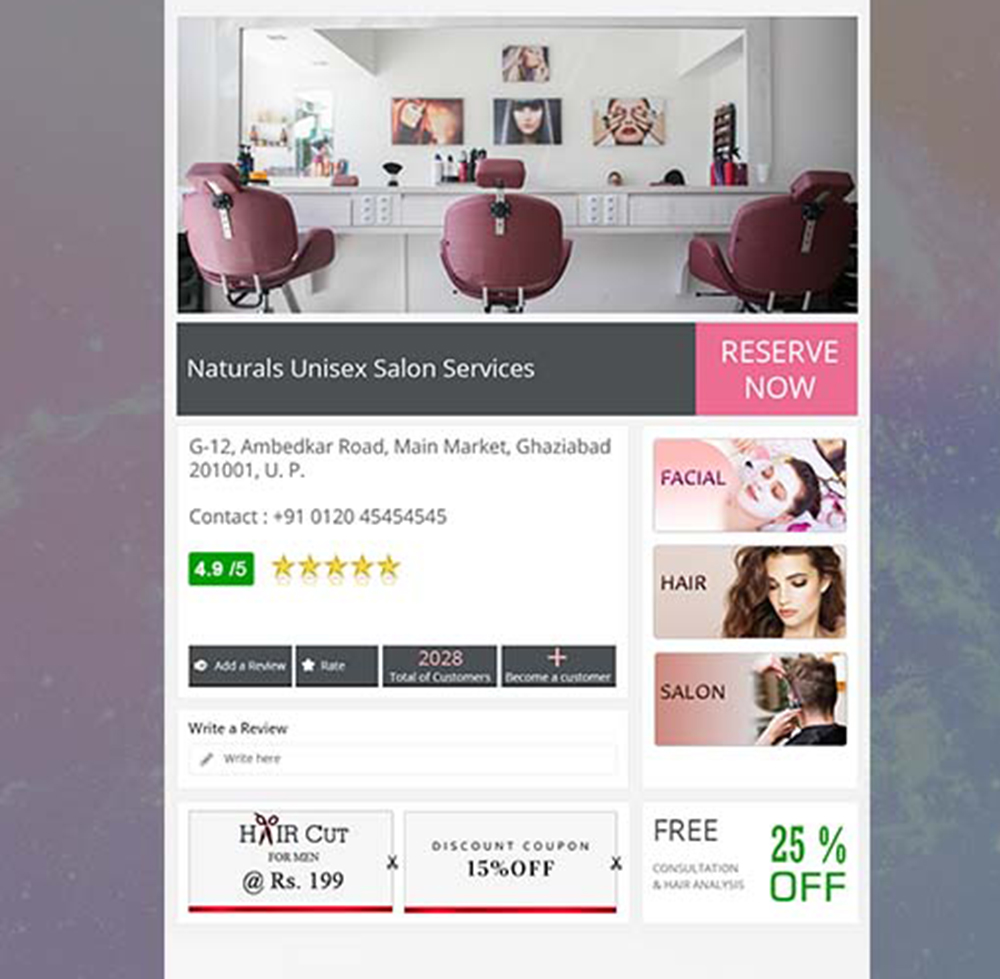 Naturals Unisex Salon Services
RESERVE
NOW
G-12, Ambedkar Road, Main Market, Ghaziabad
201001, U. P.
Contact : +91 0120 45454545
4.9 /5
Add a Review
Rate
2028
Total of Customers
+
Become a customer
Write a Review
Write here
FACIAL
HAIR
SALON
HAIR CUT
FOR MEN
@ Rs. 199
DISCOUNT COUPON
15%OFF
FREE
CONSULTATION
& HAIR ANALYSIS
25 %
OFF